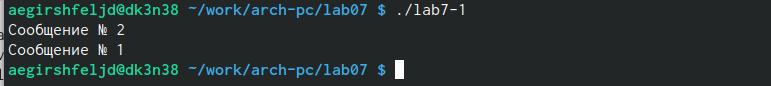 aegirshfeljd@dk3n38 ~/work/arch-pc/lab07 $ ./lab7-1
Сообщение № 2
Сообщение № 1
aegirshfeljd@dk3n38 ~/work/arch-pc/lab07 $